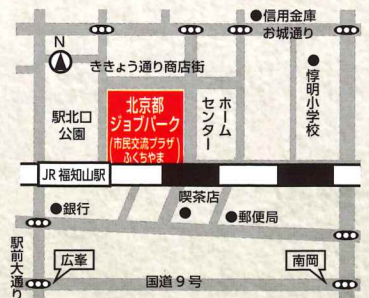 ●信用金庫
お城通り
N
ききょう通り商店街
●惇明小学校
駅北口
公園
北京都
ジョブパーク
(市民交流プラザ
ふくちやま)
ホーム
センター
JR 福知山駅
喫茶店●
●銀行
●郵便局
駅前大通り
広峯
国道9号
南岡